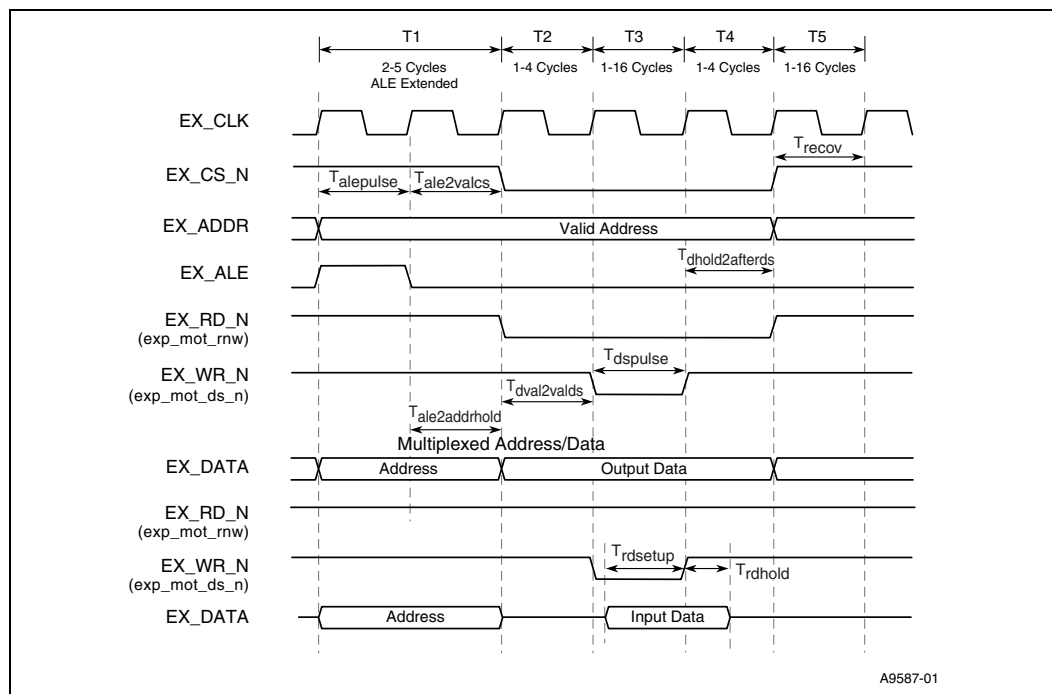 T1 T2 T3 T4 T5
2-5 Cycles 1-4 Cycles 1-16 Cycles 1-4 Cycles 1-16 Cycles
ALE Extended
EX_CLK
Trecov
EX_CS_N
Talepulse Tale2valcs
EX_ADDR
Valid Address
Tdhold2afterds
EX_ALE
EX_RD_N
(exp_mot_rnw)
Tdspulse
EX_WR_N
(exp_mot_ds_n)
Tdval2valds
Tale2addrhold
Multiplexed Address/Data
EX_DATA Address Output Data
EX_RD_N
(exp_mot_rnw)
EX_WR_N
(exp_mot_ds_n)
Trdsetup
Trdhold
EX_DATA Address Input Data
A9587-01